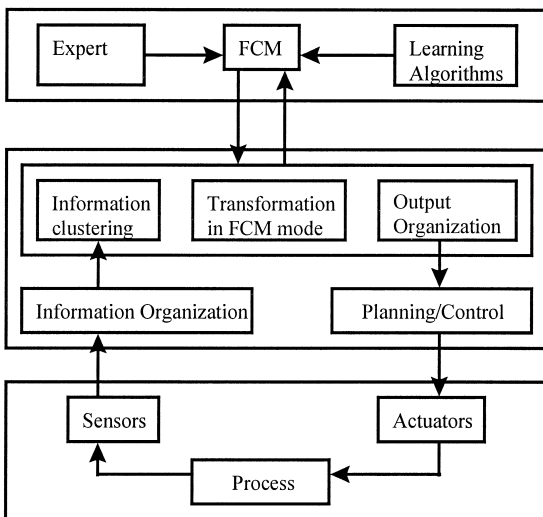 Expert
FCM
Learning
Algorithms
Information
clustering
Transformation
in FCM mode
Output
Organization
Information Organization
Planning/Control
Sensors
Actuators
Process